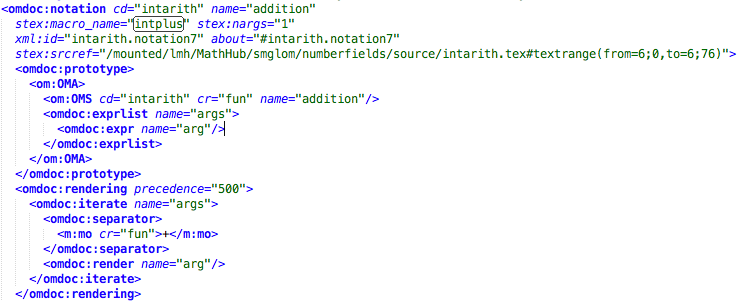 <omdoc:notation cd="intarith" name="addition"
stex:macro_name="intplus" stex:nargs="1"
xml:id="intarith.notation7" about="#intarith.notation7"
stex:srcref="/mounted/lmh/MathHub/smglom/numberfields/source/intarith.tex#textrange(from=6;0,to=6;76)">
<omdoc:prototype>
<om:OMA>
<om:OMS cd="intarith" cr="fun" name="addition"/>
<omdoc:exprlist name="args">
<omdoc:expr name="arg"/>
</omdoc:exprlist>
</om:OMA>
</omdoc:prototype>
<omdoc:rendering precedence="500">
<omdoc:iterate name="args">
<omdoc:separator>
<m:mo cr="fun">+</m:mo>
</omdoc:separator>
<omdoc:render name="arg"/>
</omdoc:iterate>
</omdoc:rendering>